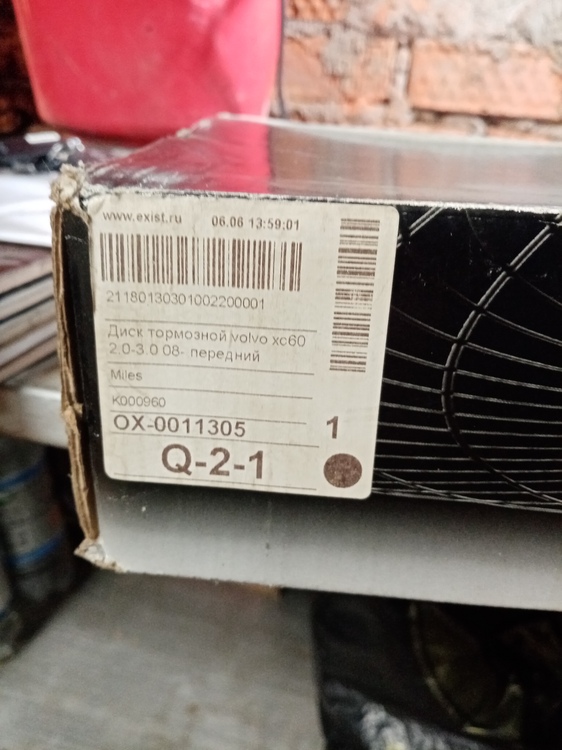 www.exist.ru 06.06 13:59:01
21180130301002200001
Диск тормозной volvo xc60
2.0-3.0 08- передний
Miles
K000960
OX-0011305 1
Q-2-1